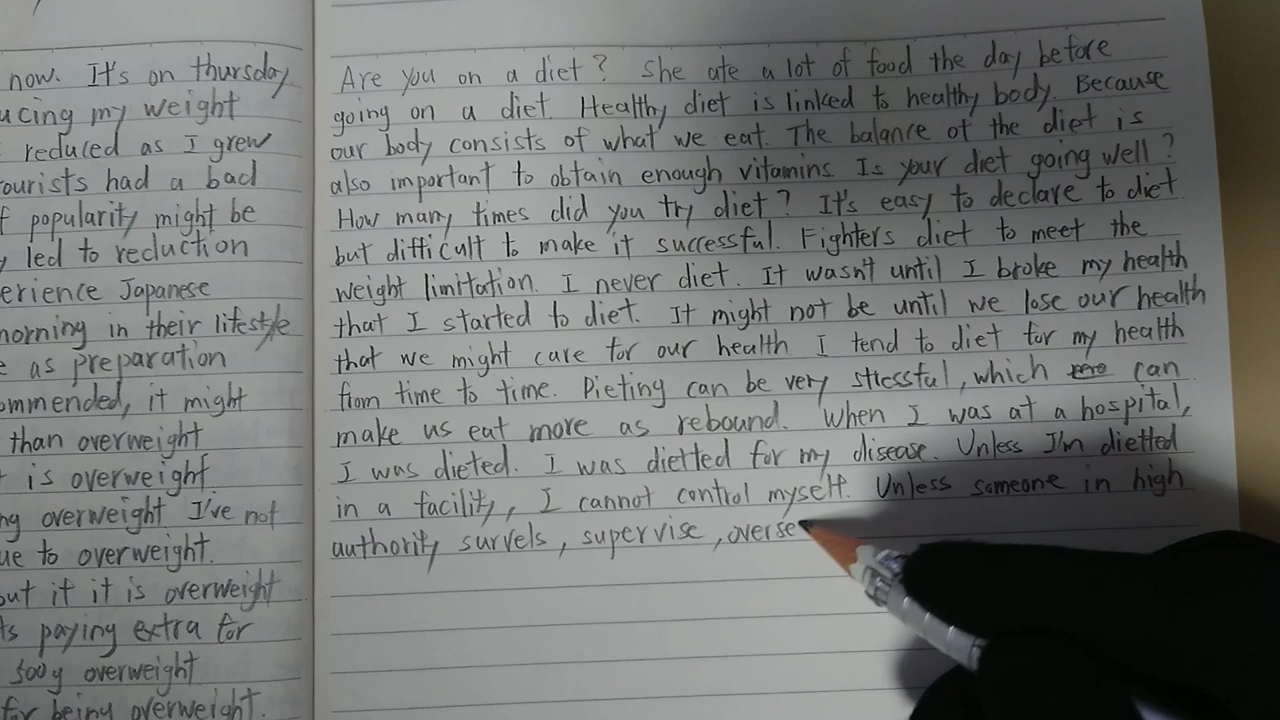 now. It's on thursday
ucing my weight
reduced as I grew
ourists had a bad
f popularity might be
y led to reduction
erience Japanese
morning in their lifestyle
e as preparation
ommended, it might
than overweight
t is overweight
ng overweight I've not
ue to overweight.
out if it is overweight
ts paying extra for
500g overweight
for being overweight.
Are you on a diet? She ate a lot of food the day before
going on a diet. Healthy diet is linked to healthy body. Because
our body consists of what we eat. The balance of the diet is
also important to obtain enough vitamins. Is your diet going well?
How many times did you try diet? It's easy to declare to diet
but difficult to make it successful. Fighters diet to meet the
weight limitation. I never diet. It wasn't until I broke my health
that I started to diet. It might not be until we lose our health
that we might care for our health. I tend to diet for my health
from time to time. Dieting can be very stressful, which can
make us eat more as rebound. When I was at a hospital,
I was dieted. I was dietted for my disease. Unless I'm dietted
in a facility, I cannot control myself. Unless someone in high
authority survels, supervise, overse